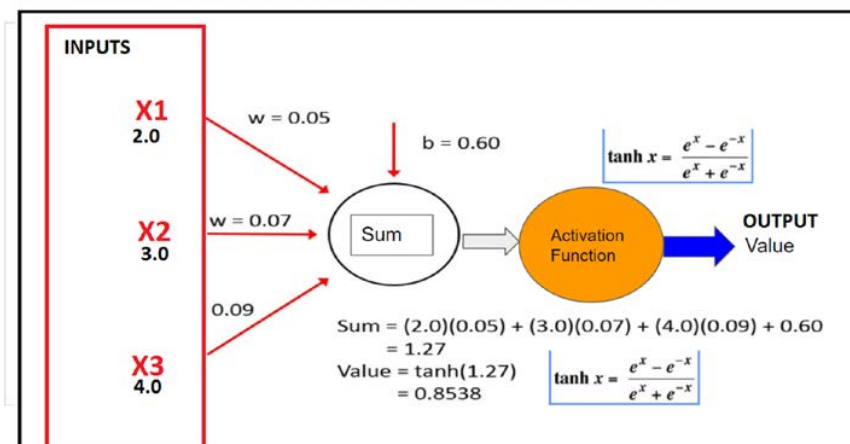 INPUTS
X1
2.0
w = 0.05
b = 0.60
tanh x = (e^x − e^−x) / (e^x + e^−x)
X2
3.0
w = 0.07
Sum
Activation
Function
OUTPUT
Value
0.09
X3
4.0
Sum = (2.0)(0.05) + (3.0)(0.07) + (4.0)(0.09) + 0.60
= 1.27
Value = tanh(1.27)
= 0.8538
tanh x = (e^x − e^−x) / (e^x + e^−x)